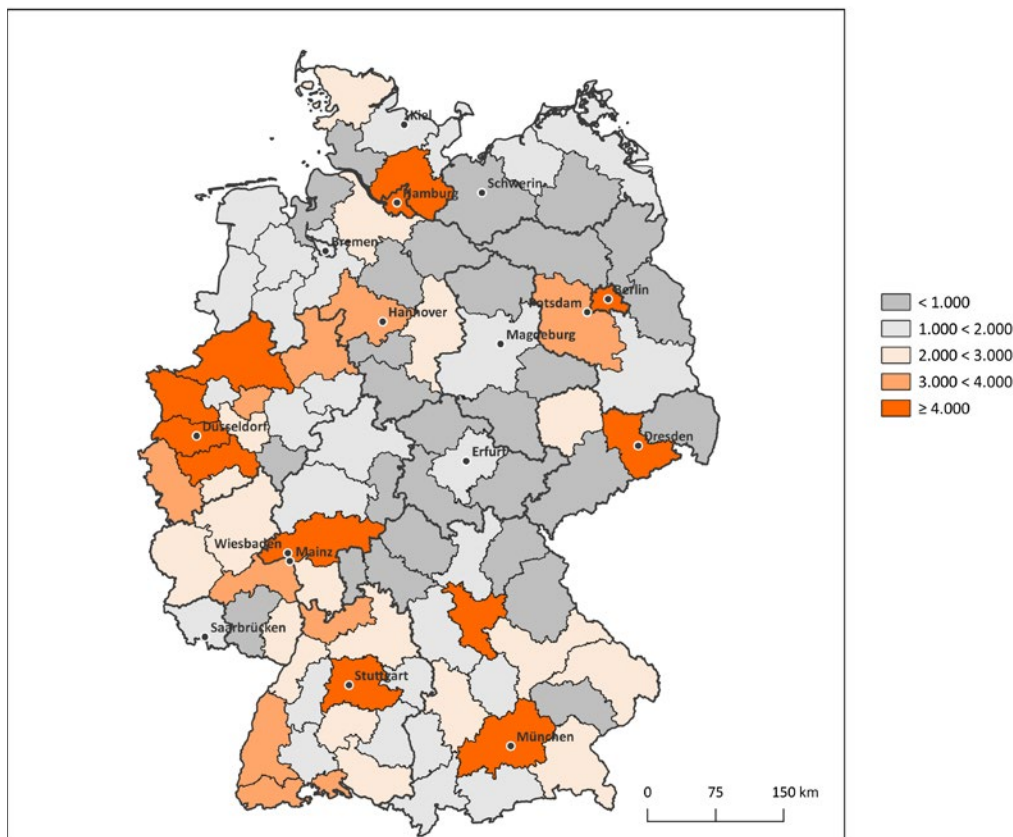 Kiel
Schwerin
Hamburg
Bremen
Berlin
Potsdam
Hannover
Magdeburg
Düsseldorf
Dresden
Erfurt
Wiesbaden
Mainz
Saarbrücken
Stuttgart
München
< 1.000
1.000 < 2.000
2.000 < 3.000
3.000 < 4.000
≥ 4.000
0 75 150 km